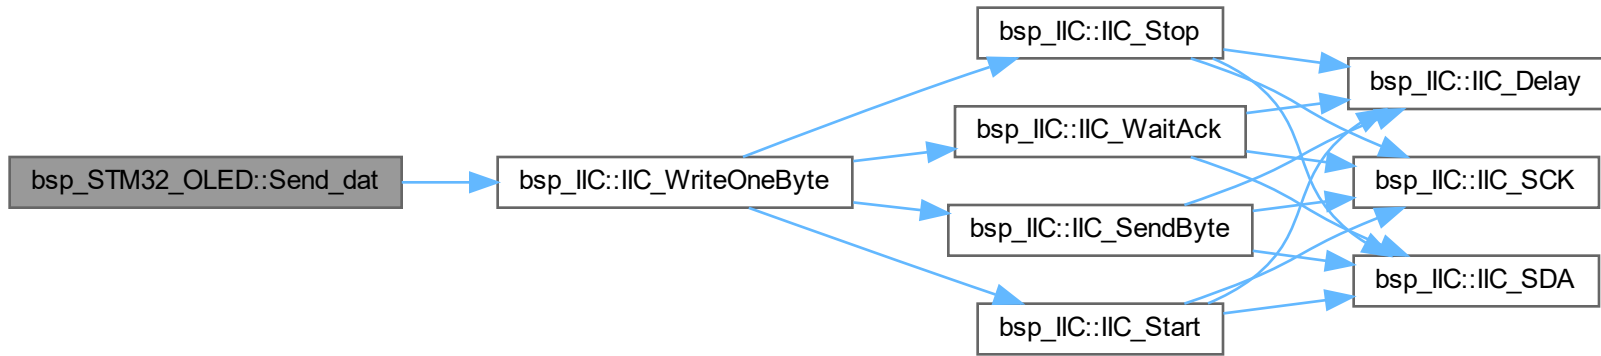 bsp_STM32_OLED::Send_dat
bsp_IIC::IIC_WriteOneByte
bsp_IIC::IIC_Stop
bsp_IIC::IIC_WaitAck
bsp_IIC::IIC_SendByte
bsp_IIC::IIC_Start
bsp_IIC::IIC_Delay
bsp_IIC::IIC_SCK
bsp_IIC::IIC_SDA